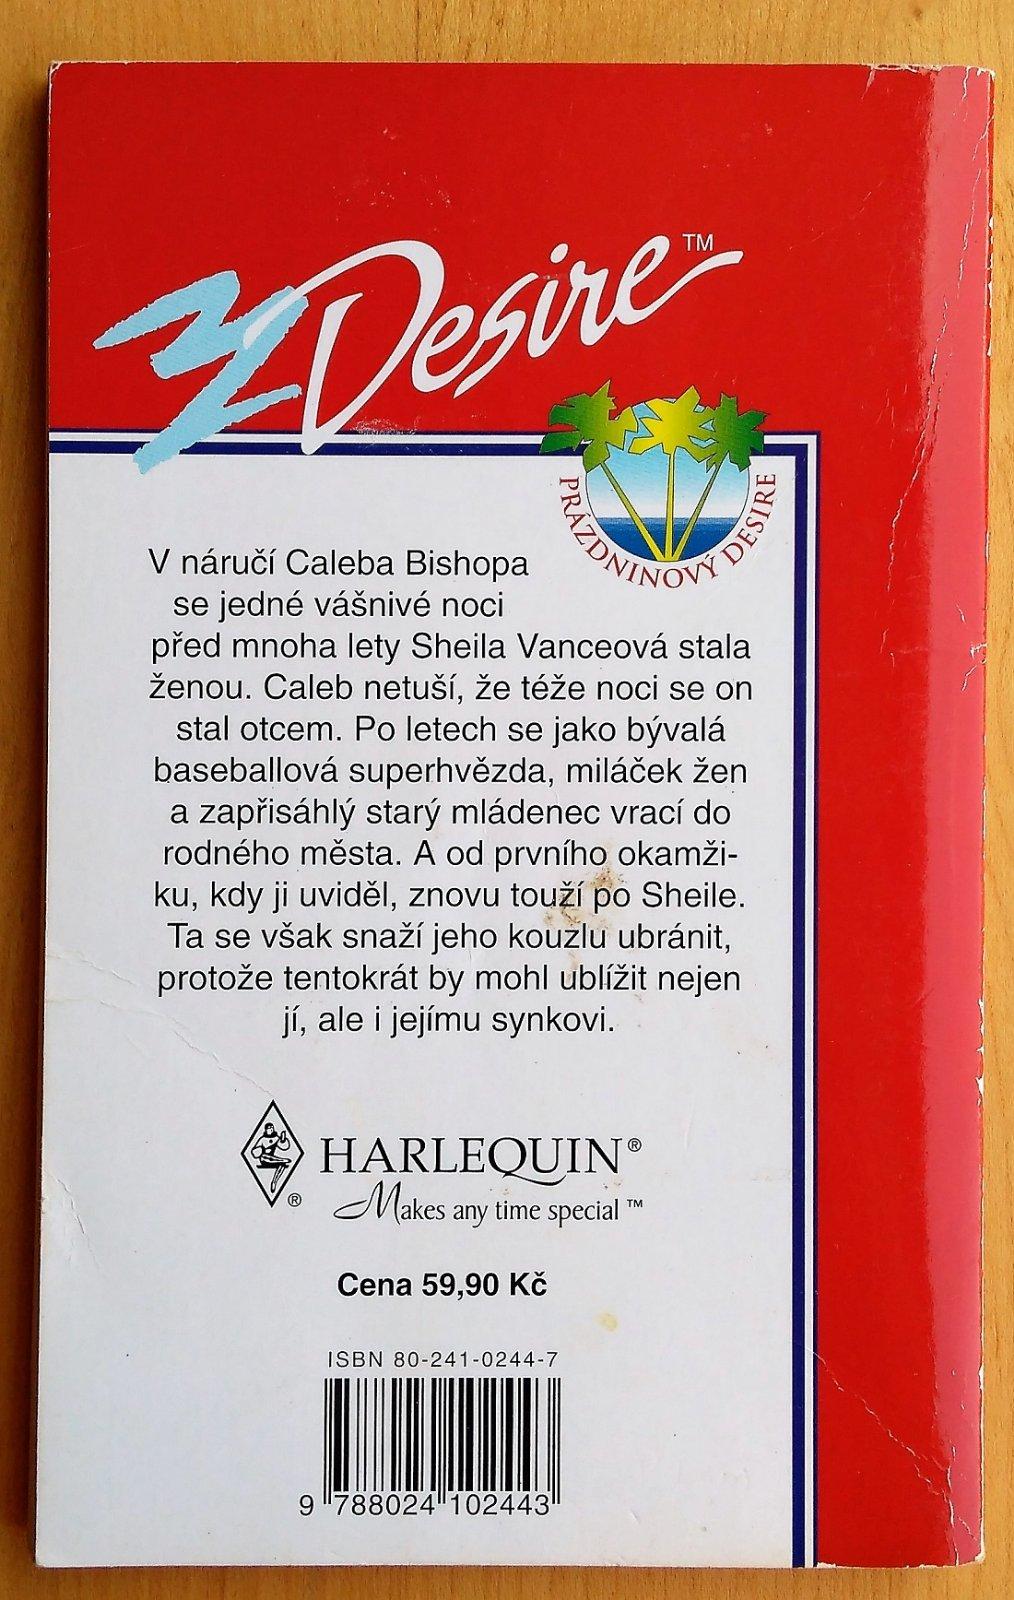 Desire™
PRÁZDNINOVÝ DESIRE
V náručí Caleba Bishopa
se jedné vášnivé noci
před mnoha lety Sheila Vanceová stala
ženou. Caleb netuší, že téže noci se on
stal otcem. Po letech se jako bývalá
baseballová superhvězda, miláček žen
a zapřisáhlý starý mládenec vrací do
rodného města. A od prvního okamži-
ku, kdy ji uviděl, znovu touží po Sheile.
Ta se však snaží jeho kouzlu ubránit,
protože tentokrát by mohl ublížit nejen
jí, ale i jejímu synkovi.
HARLEQUIN®
®
Makes any time special™
Cena 59,90 Kč
ISBN 80-241-0244-7
9 788024 102443